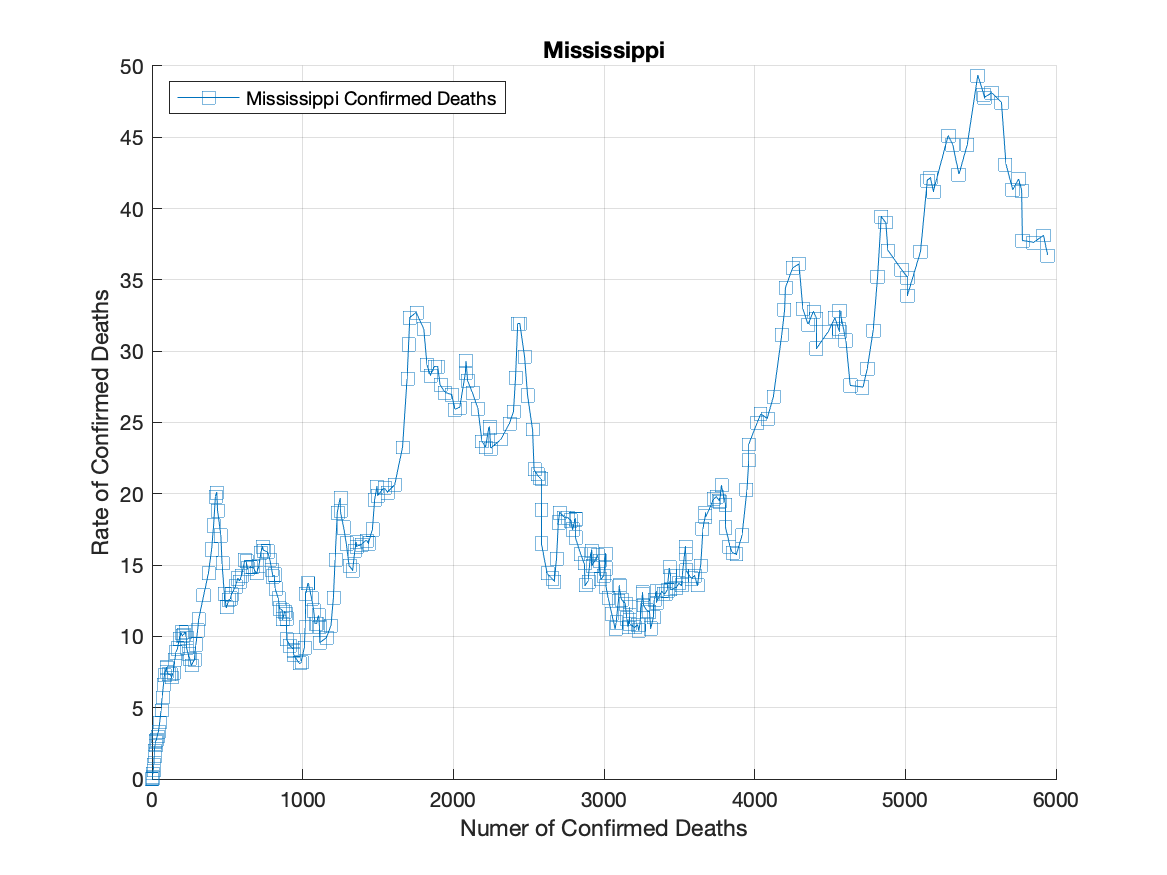 Mississippi
Mississippi Confirmed Deaths
Rate of Confirmed Deaths
50
45
40
35
30
25
20
15
10
5
0
0 1000 2000 3000 4000 5000 6000
Numer of Confirmed Deaths